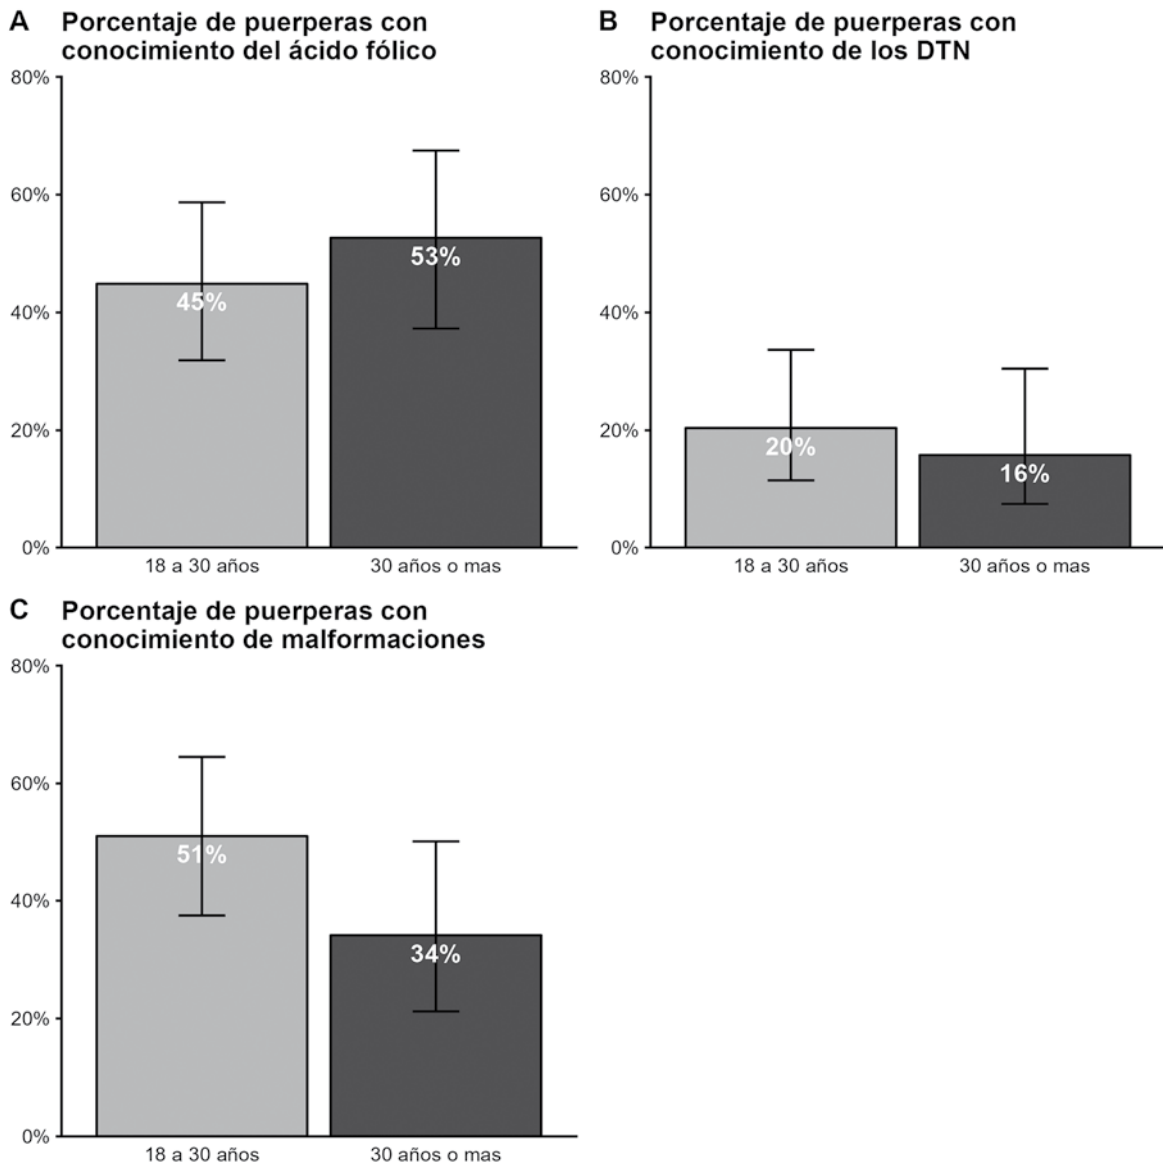 A Porcentaje de puerperas con
conocimiento del ácido fólico
80%
60%
40%
20%
0%
45%
53%
18 a 30 años
30 años o mas
B Porcentaje de puerperas con
conocimiento de los DTN
80%
60%
40%
20%
0%
20%
16%
18 a 30 años
30 años o mas
C Porcentaje de puerperas con
conocimiento de malformaciones
80%
60%
40%
20%
0%
51%
34%
18 a 30 años
30 años o mas